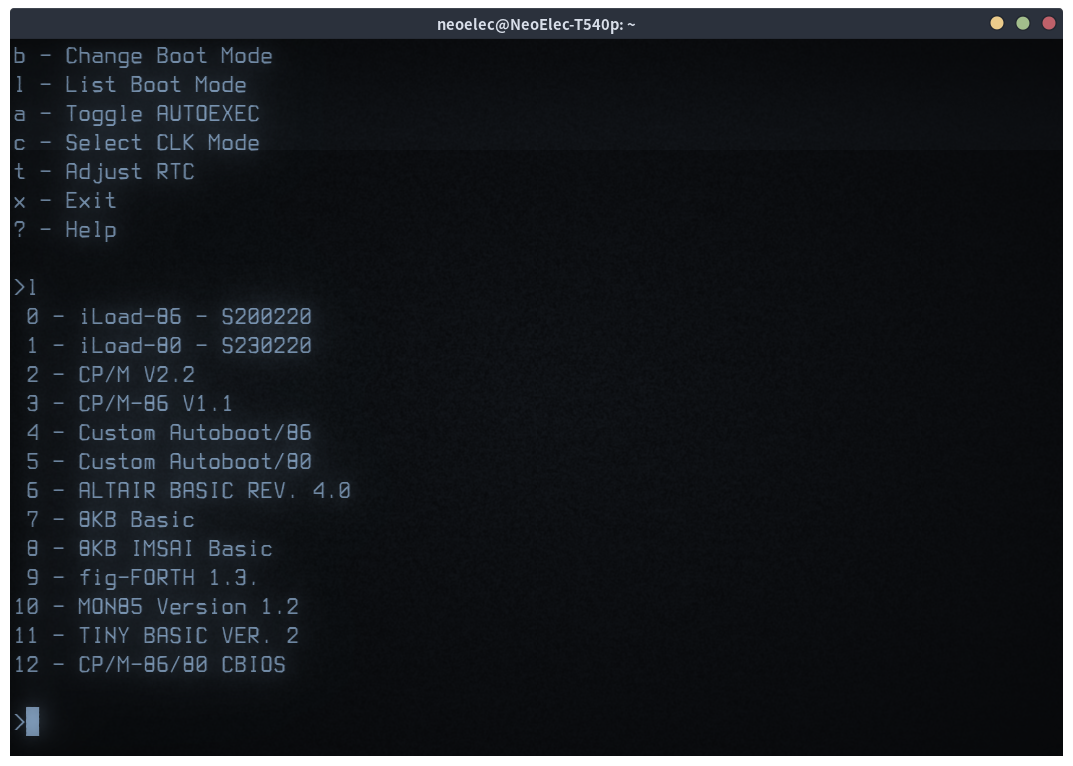 neoelec@NeoElec-T540p: ~
b - Change Boot Mode
l - List Boot Mode
a - Toggle AUTOEXEC
c - Select CLK Mode
t - Adjust RTC
x - Exit
? - Help
>l
0 - iLoad-86 - S200220
1 - iLoad-80 - S230220
2 - CP/M V2.2
3 - CP/M-86 V1.1
4 - Custom Autoboot/86
5 - Custom Autoboot/80
6 - ALTAIR BASIC REV. 4.0
7 - 8KB Basic
8 - 8KB IMSAI Basic
9 - fig-FORTH 1.3.
10 - MON85 Version 1.2
11 - TINY BASIC VER. 2
12 - CP/M-86/80 CBIOS
>